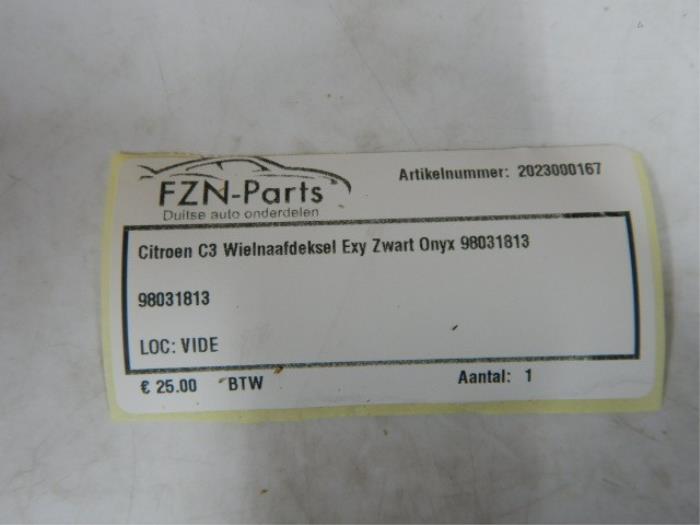 FZN-Parts
Duitse auto onderdelen
Artikelnummer: 2023000167
Citroen C3 Wielnaafdeksel Exy Zwart Onyx 98031813
98031813
LOC: VIDE
€ 25.00 BTW
Aantal: 1